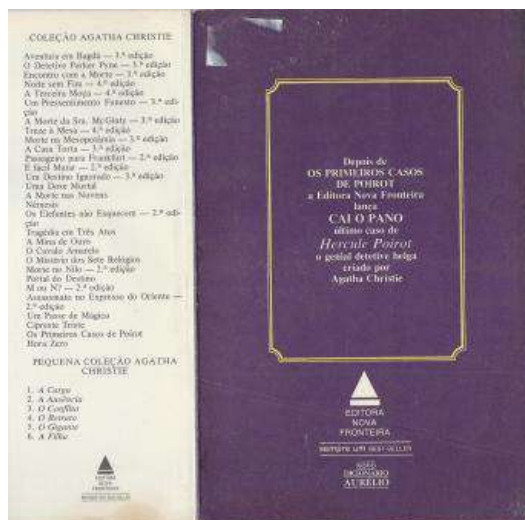 COLEÇÃO AGATHA CHRISTIE
Aventura em Bagdá — 3.ª edição
O Detetive Parker Pyne — 3.ª edição
Encontro com a Morte — 3.ª edição
Noite sem Fim — 4.ª edição
A Terceira Moça — 4.ª edição
Um Pressentimento Funesto — 3.ª edi-
ção
A Morte da Sra. McGinty — 3.ª edição
Treze à Mesa — 4.ª edição
Morte na Mesopotâmia — 3.ª edição
A Casa Torta — 3.ª edição
Passageiro para Frankfurt — 2.ª edição
É fácil Matar — 2.ª edição
Um Destino Ignorado — 3.ª edição
Uma Dose Mortal
A Morte nas Nuvens
Nêmesis
Os Elefantes não Esquecem — 2.ª edi-
ção
Tragédia em Três Atos
A Mina de Ouro
O Cavalo Amarelo
O Mistério dos Sete Relógios
Morte no Nilo — 2.ª edição
Portal do Destino
M ou N? — 2.ª edição
Assassinato no Expresso do Oriente —
2.ª edição
Um Passe de Mágica
Cipreste Triste
Os Primeiros Casos de Poirot
Hora Zero
PEQUENA COLEÇÃO AGATHA
CHRISTIE
1. A Carga
2. A Ausência
3. O Conflito
4. O Retrato
5. O Gigante
6. A Filha
EDITORA
NOVA
FRONTEIRA
Depois de
OS PRIMEIROS CASOS
DE POIROT
a Editora Nova Fronteira
lança
CAI O PANO
último caso de
Hercule Poirot
o genial detetive belga
criado por
Agatha Christie
EDITORA
NOVA
FRONTEIRA
SEMPRE UM BEST-SELLER
NOVO
DICIONÁRIO
AURÉLIO